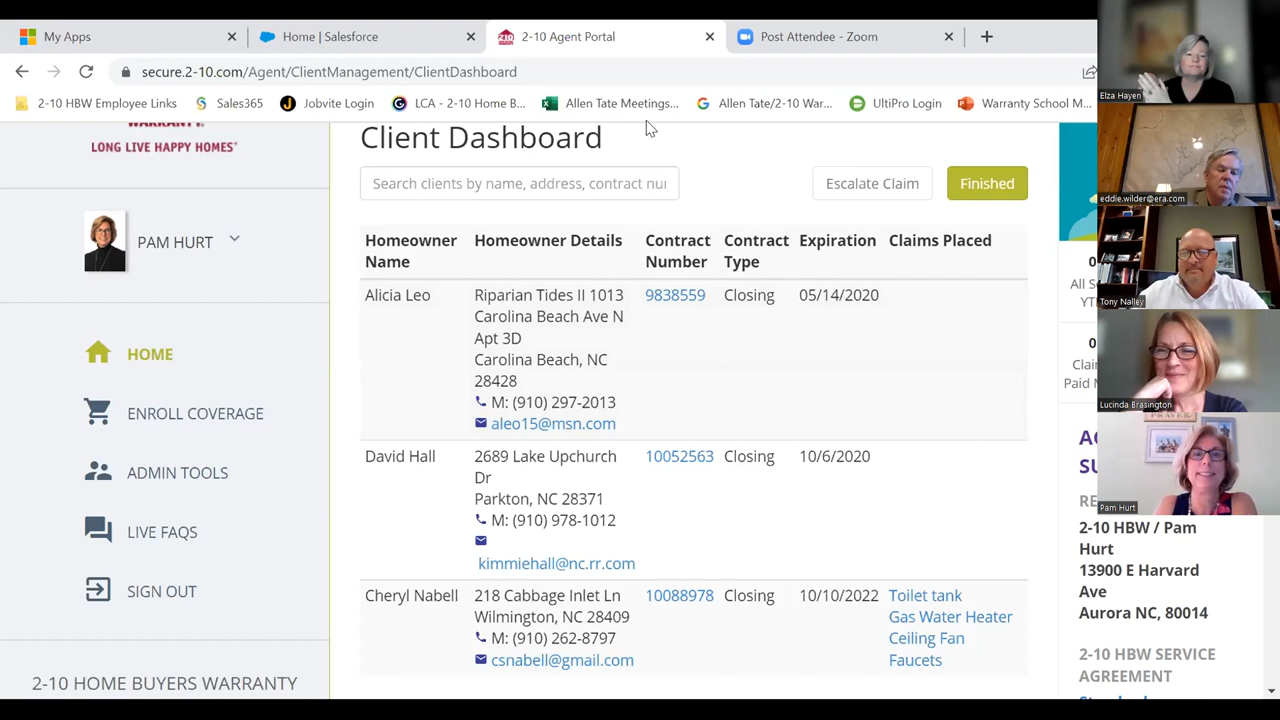 My Apps
Home | Salesforce
2-10 Agent Portal
Post Attendee - Zoom
secure.2-10.com/Agent/ClientManagement/ClientDashboard
2-10 HBW Employee Links
Sales365
Jobvite Login
LSA - 2-10 Home B...
Allen Tate Meetings...
Allen Tate/2-10 War...
UltiPro Login
Warranty School M...
LONG LIVE HAPPY HOMES®
PAM HURT
HOME
ENROLL COVERAGE
ADMIN TOOLS
LIVE FAQS
SIGN OUT
2-10 HOME BUYERS WARRANTY
Client Dashboard
Search clients by name, address, contract nu
Escalate Claim
Finished
Homeowner Name
Homeowner Details
Contract Number
Contract Type
Expiration
Claims Placed
Alicia Leo
Riparian Tides II 1013
Carolina Beach Ave N
Apt 3D
Carolina Beach, NC
28428
M: (910) 297-2013
aleo15@msn.com
9838559
Closing
05/14/2020
David Hall
2689 Lake Upchurch
Dr
Parkton, NC 28371
M: (910) 978-1012
kimmiehall@nc.rr.com
10052563
Closing
10/6/2020
Cheryl Nabell
218 Cabbage Inlet Ln
Wilmington, NC 28409
M: (910) 262-8797
csnabell@gmail.com
10088978
Closing
10/10/2022
Toilet tank
Gas Water Heater
Ceiling Fan
Faucets
0
All S
YT
0
Clai
Paid
2-10 HBW / Pam
Hurt
13900 E Harvard
Ave
Aurora NC, 80014
2-10 HBW SERVICE
AGREEMENT
Elza Hayen
eddie.wilder@era.com
Tony Nalley
Lucinda Brasington
PRAYER
Pam Hurt